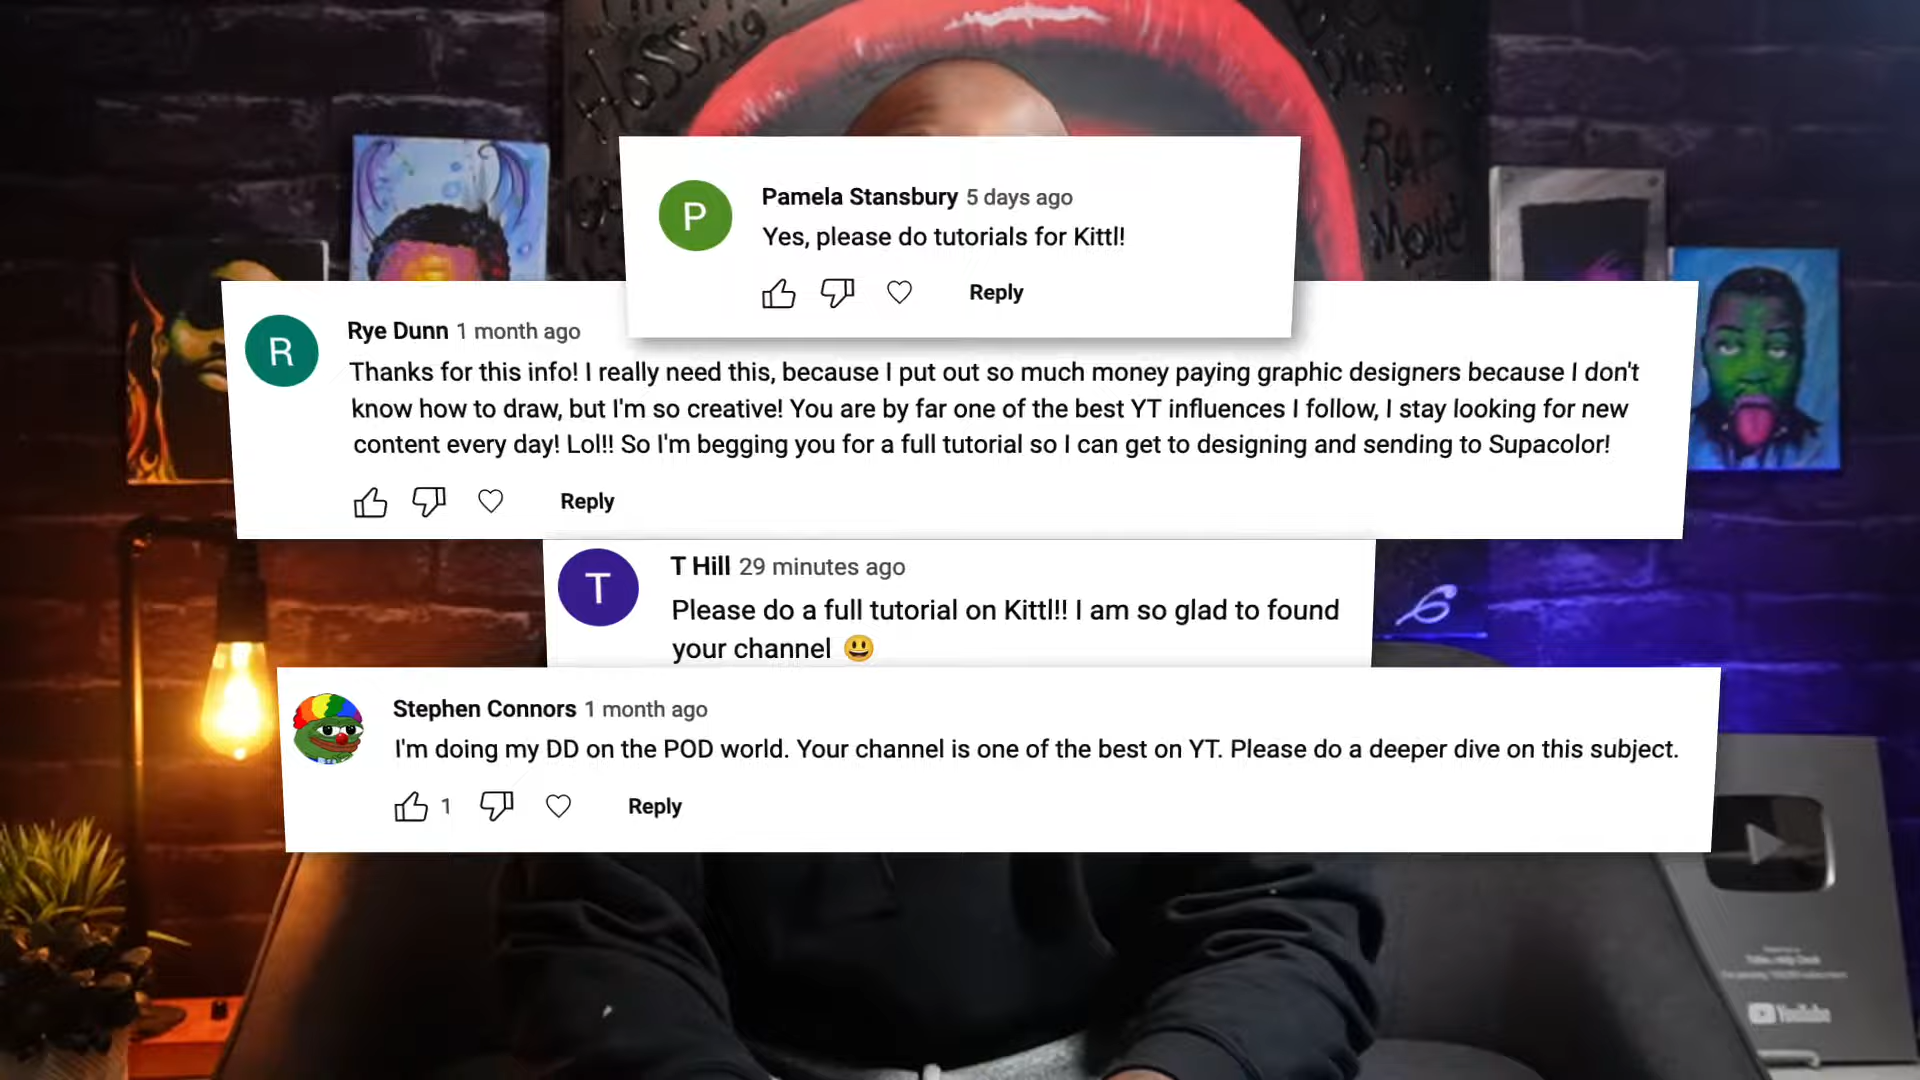 Pamela Stansbury 5 days ago
Yes, please do tutorials for Kittl!
Reply
Rye Dunn 1 month ago
Thanks for this info! I really need this, because I put out so much money paying graphic designers because I don't
know how to draw, but I'm so creative! You are by far one of the best YT influences I follow, I stay looking for new
content every day! Lol!! So I'm begging you for a full tutorial so I can get to designing and sending to Supacolor!
Reply
T Hill 29 minutes ago
Please do a full tutorial on Kittl!! I am so glad to found
your channel 😃
Stephen Connors 1 month ago
I'm doing my DD on the POD world. Your channel is one of the best on YT. Please do a deeper dive on this subject.
1
Reply
P
R
T
YouTube
RAP